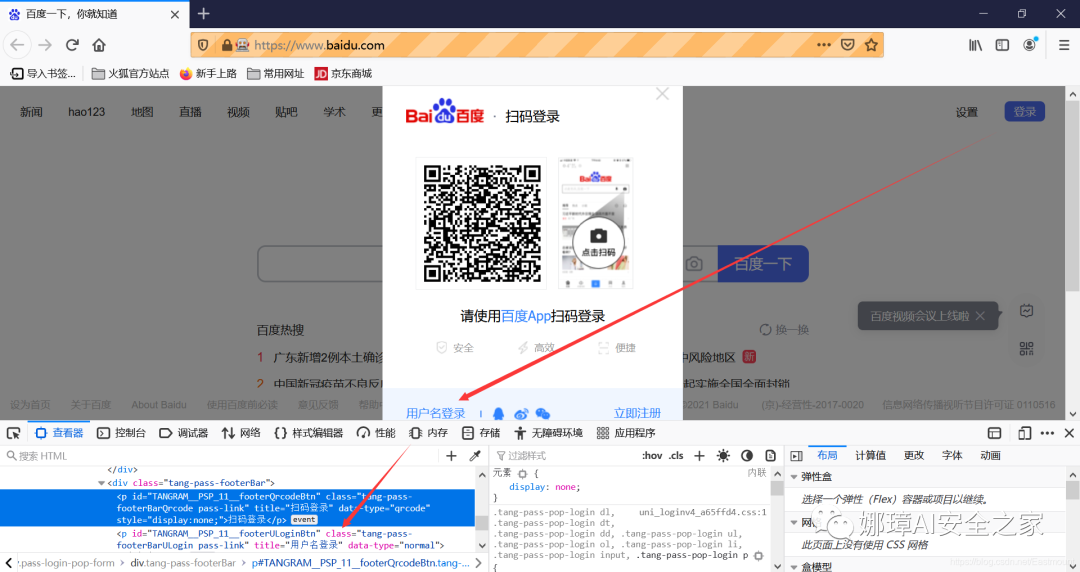 百度一下，你就知道
https://www.baidu.com
导入书签... 火狐官方站点 新手上路 常用网址 JD 京东商城
新闻 hao123 地图 直播 视频 贴吧 学术 更 设置 登录
Bai du 百度 · 扫码登录
点击扫码
百度一下
请使用百度App扫码登录
百度视频会议上线啦
安全 高效 便捷
百度热搜 换一换
1 广东新增2例本土确诊 中风险地区 新
2 中国新冠疫苗不良反应 起实施全国全面封锁
用户名登录 立即注册
设为首页 关于百度 About Baidu 使用百度前必读 意见反馈 帮助中 ©2021 Baidu (京)-经营性-2017-0020 信息网络传播视听节目许可证 0110516
查看器 控制台 调试器 网络 样式编辑器 性能 内存 存储 无障碍环境 应用程序
搜索 HTML
</div>
<div class="tang-pass-footerBar">
<p id="TANGRAM__PSP_11__footerQrcodeBtn" class="tang-pass-
footerBarQrcode pass-link" title="扫码登录" data-type="qrcode"
style="display:none;">扫码登录</p> event
<p id="TANGRAM__PSP_11__footerULoginBtn" class="tang-pass-
footerBarULogin pass-link" title="用户名登录" data-type="normal">
.pass-login-pop-form div.tang-pass-footerBar p#TANGRAM__PSP_11__footerQrcodeBtn.tang-...
过滤样式 :hov .cls
元素 { 内联
display: none;
}
.tang-pass-pop-login dl, uni_loginv4_a65ffd4.css:1
.tang-pass-pop-login dd, .tang-pass-pop-login ul,
.tang-pass-pop-login ol, .tang-pass-pop-login li,
.tang-pass-pop-login input, .tang-pass-pop-login p
{
布局 计算值 更改 字体 动画
弹性盒
选择一个弹性（Flex）容器或项目以继续。
网
此页面上没有使用 CSS 网格
盒模型
娜璋AI安全之家